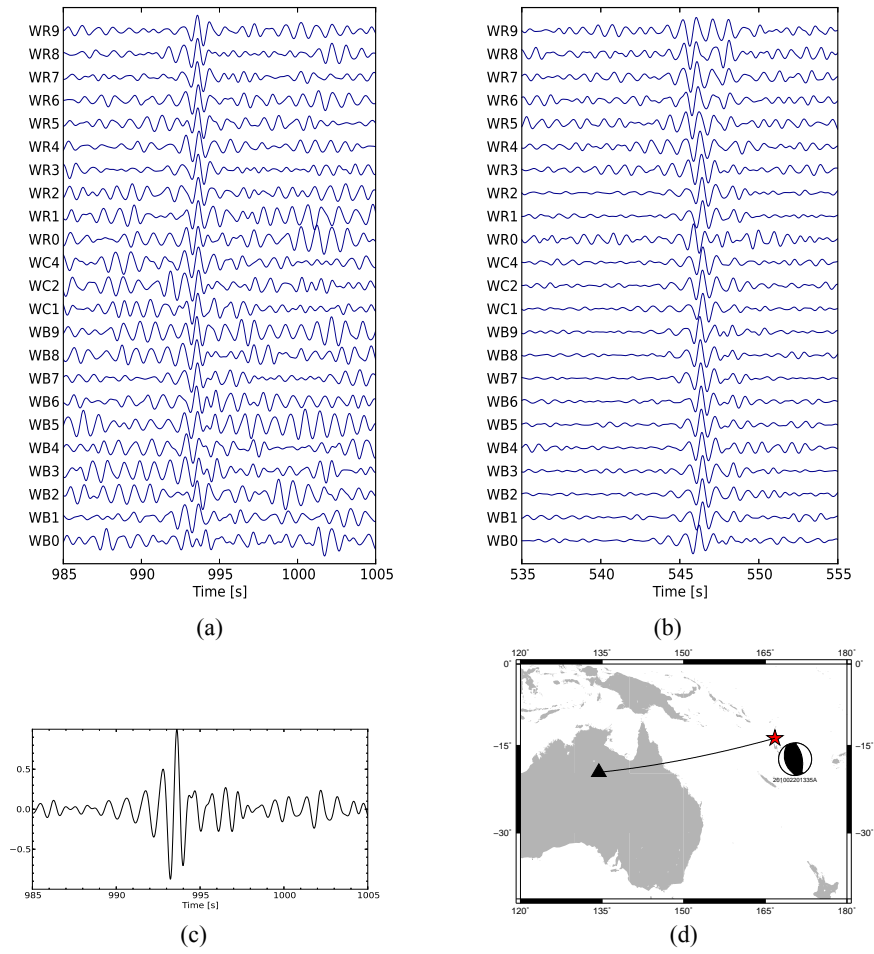 WR9
WR8
WR7
WR6
WR5
WR4
WR3
WR2
WR1
WR0
WC4
WC2
WC1
WB9
WB8
WB7
WB6
WB5
WB4
WB3
WB2
WB1
WB0
985 990 995 1000 1005
Time [s]
(a)
WR9
WR8
WR7
WR6
WR5
WR4
WR3
WR2
WR1
WR0
WC4
WC2
WC1
WB9
WB8
WB7
WB6
WB5
WB4
WB3
WB2
WB1
WB0
535 540 545 550 555
Time [s]
(b)
0.5
0.0
−0.5
985 990 995 1000 1005
Time [s]
(c)
120˚ 135˚ 150˚ 165˚ 180˚
0˚ 0˚
−15˚ −15˚
−30˚ −30˚
120˚ 135˚ 150˚ 165˚ 180˚
(d)